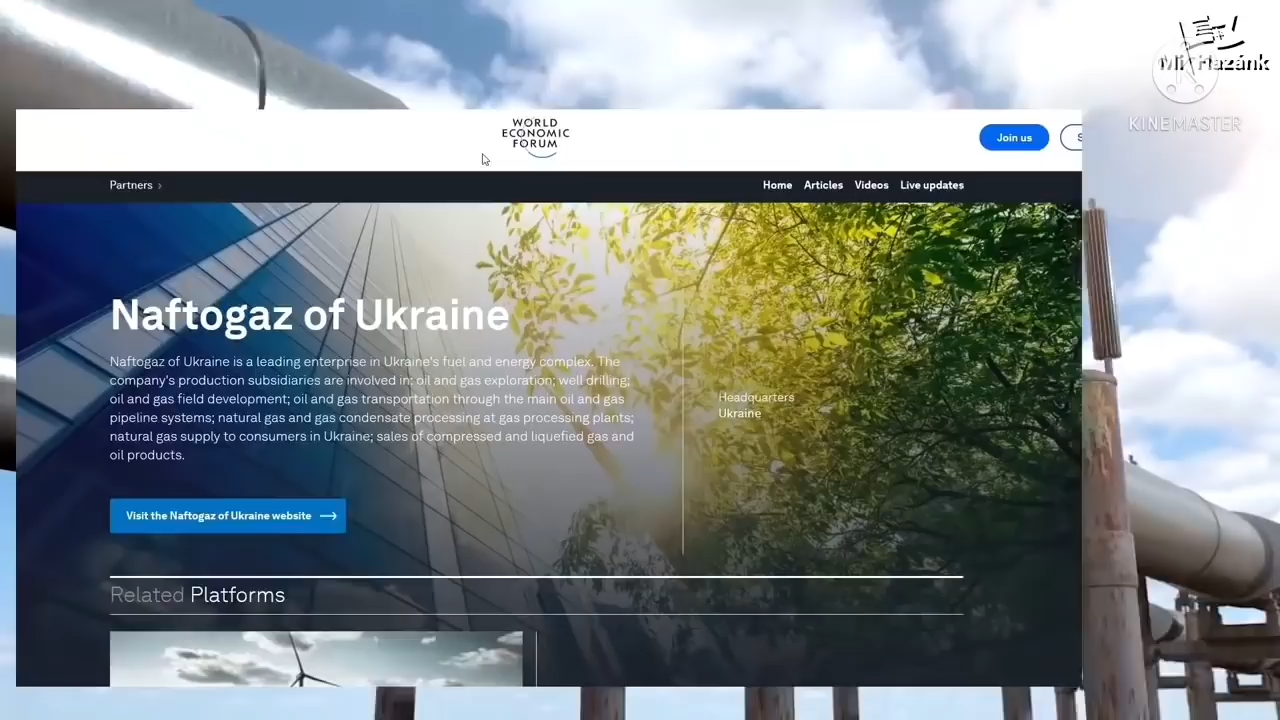 Mi Hazánk
KINEMASTER
WORLD
ECONOMIC
FORUM
Join us
S
Partners ›
Home Articles Videos Live updates
Naftogaz of Ukraine
Naftogaz of Ukraine is a leading enterprise in Ukraine's fuel and energy complex. The
company's production subsidiaries are involved in: oil and gas exploration; well drilling;
oil and gas field development; oil and gas transportation through the main oil and gas
pipeline systems; natural gas and gas condensate processing at gas processing plants;
natural gas supply to consumers in Ukraine; sales of compressed and liquefied gas and
oil products.
Headquarters
Ukraine
Visit the Naftogaz of Ukraine website →
Related Platforms